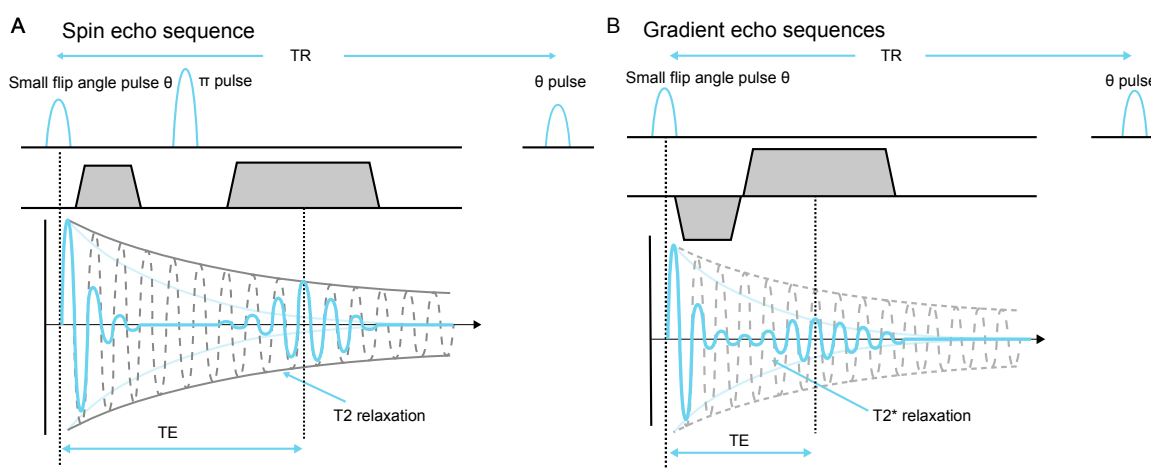 A
Spin echo sequence
TR
Small flip angle pulse θ
π pulse
θ pulse
T2 relaxation
TE
B
Gradient echo sequences
TR
Small flip angle pulse θ
θ pulse
T2* relaxation
TE